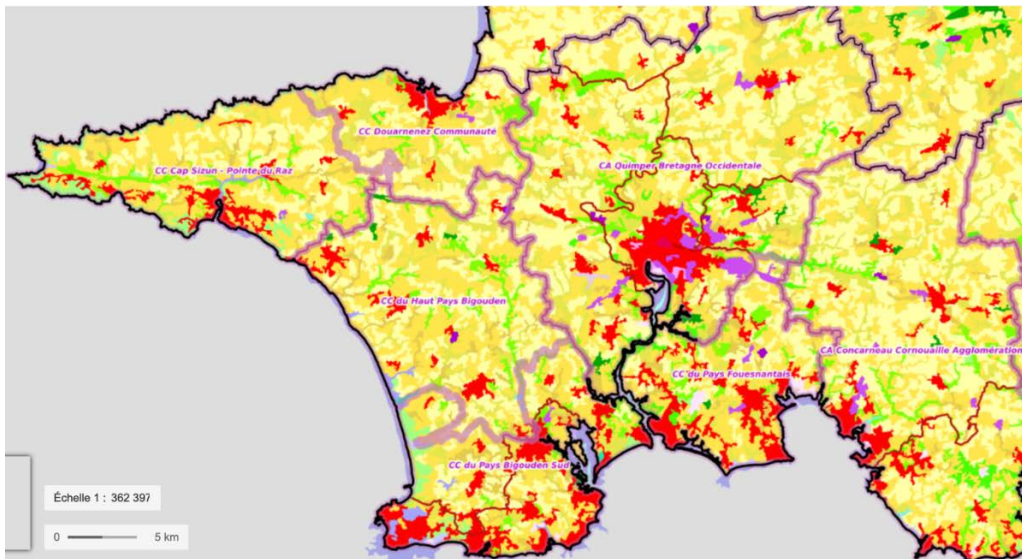 CC Douarnenez Communauté
CA Quimper Bretagne Occidentale
CC Cap Sizun - Pointe du Raz
CC du Haut Pays Bigouden
CA Concarneau Cornouaille Agglomération
CC du Pays Fouesnantais
CC du Pays Bigouden Sud
Échelle 1 : 362 397
0 5 km